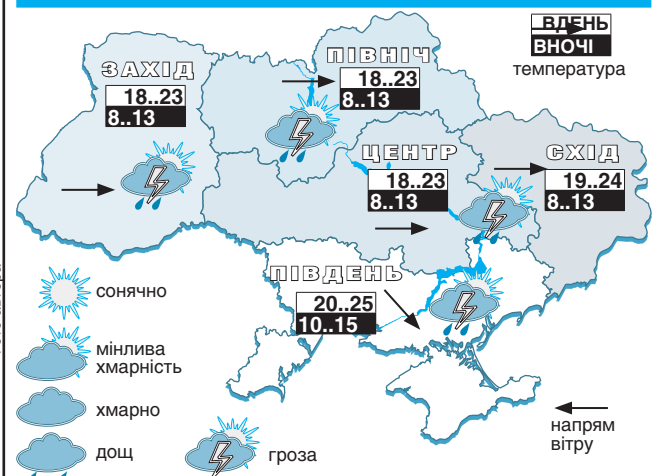 ВДЕНЬ
ВНОЧІ
температура
ПІВНІЧ
18..23
8..13
ЗАХІД
18..23
8..13
ЦЕНТР
18..23
8..13
СХІД
19..24
8..13
ПІВДЕНЬ
20..25
10..15
сонячно
мінлива
хмарність
хмарно
дощ
гроза
напрям
вітру